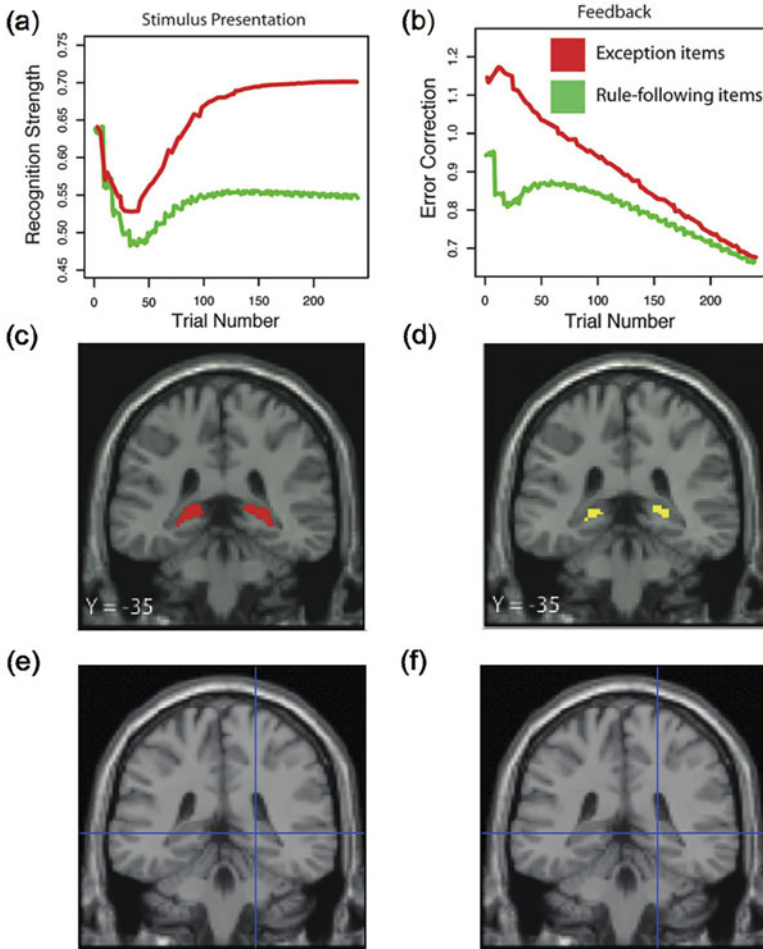 (a) Stimulus Presentation
Recognition Strength
0.75
0.70
0.65
0.60
0.55
0.50
0.45
0 50 100 150 200
Trial Number
(b) Feedback
Exception items
Rule-following items
Error Correction
1.2
1.1
1.0
0.9
0.8
0.7
0 50 100 150 200
Trial Number
(c)
Y = -35
(d)
Y = -35
(e)
(f)